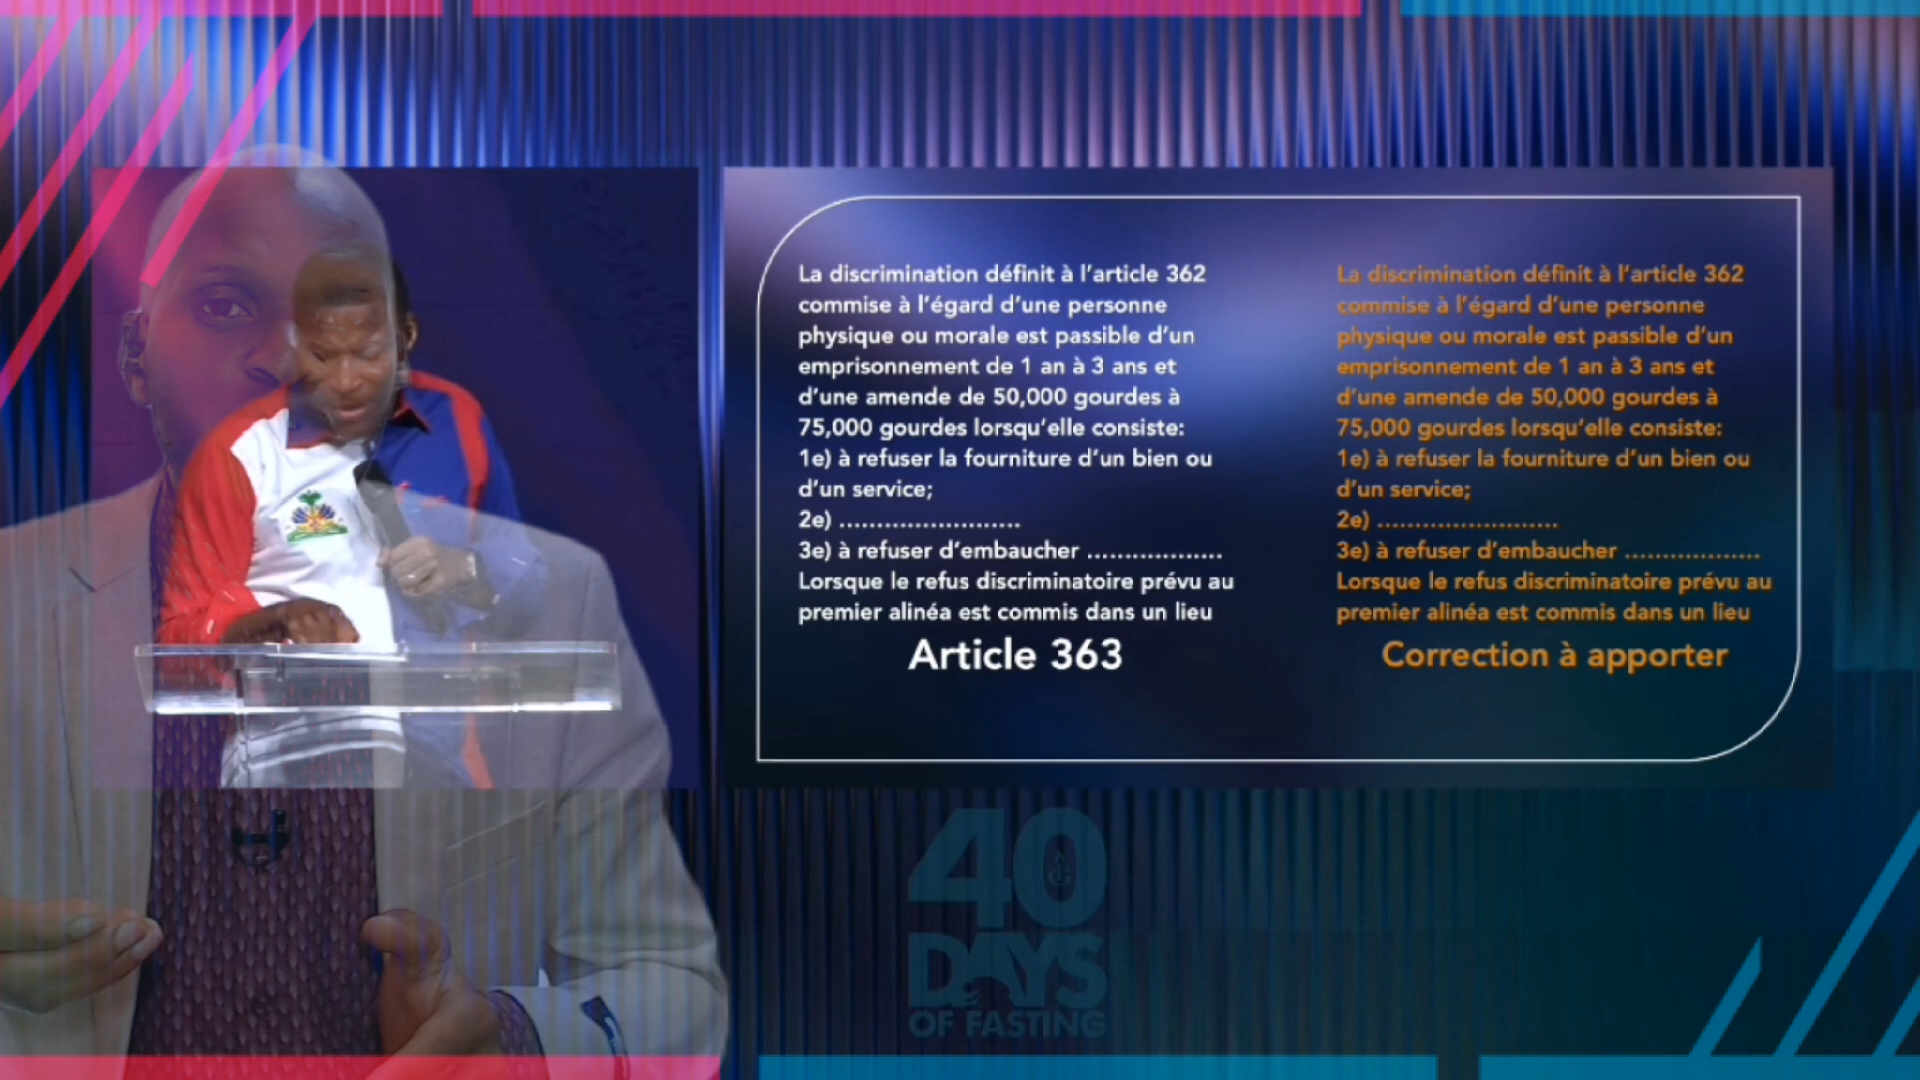 La discrimination définit à l'article 362
commise à l'égard d'une personne
physique ou morale est passible d'un
emprisonnement de 1 an à 3 ans et
d'une amende de 50,000 gourdes à
75,000 gourdes lorsqu'elle consiste:
1e) à refuser la fourniture d'un bien ou
d'un service;
2e) ........................
3e) à refuser d'embaucher ..................
Lorsque le refus discriminatoire prévu au
premier alinéa est commis dans un lieu
Article 363
La discrimination définit à l'article 362
commise à l'égard d'une personne
physique ou morale est passible d'un
emprisonnement de 1 an à 3 ans et
d'une amende de 50,000 gourdes à
75,000 gourdes lorsqu'elle consiste:
1e) à refuser la fourniture d'un bien ou
d'un service;
2e) ........................
3e) à refuser d'embaucher ..................
Lorsque le refus discriminatoire prévu au
premier alinéa est commis dans un lieu
Correction à apporter
40
DAYS
OF FASTING